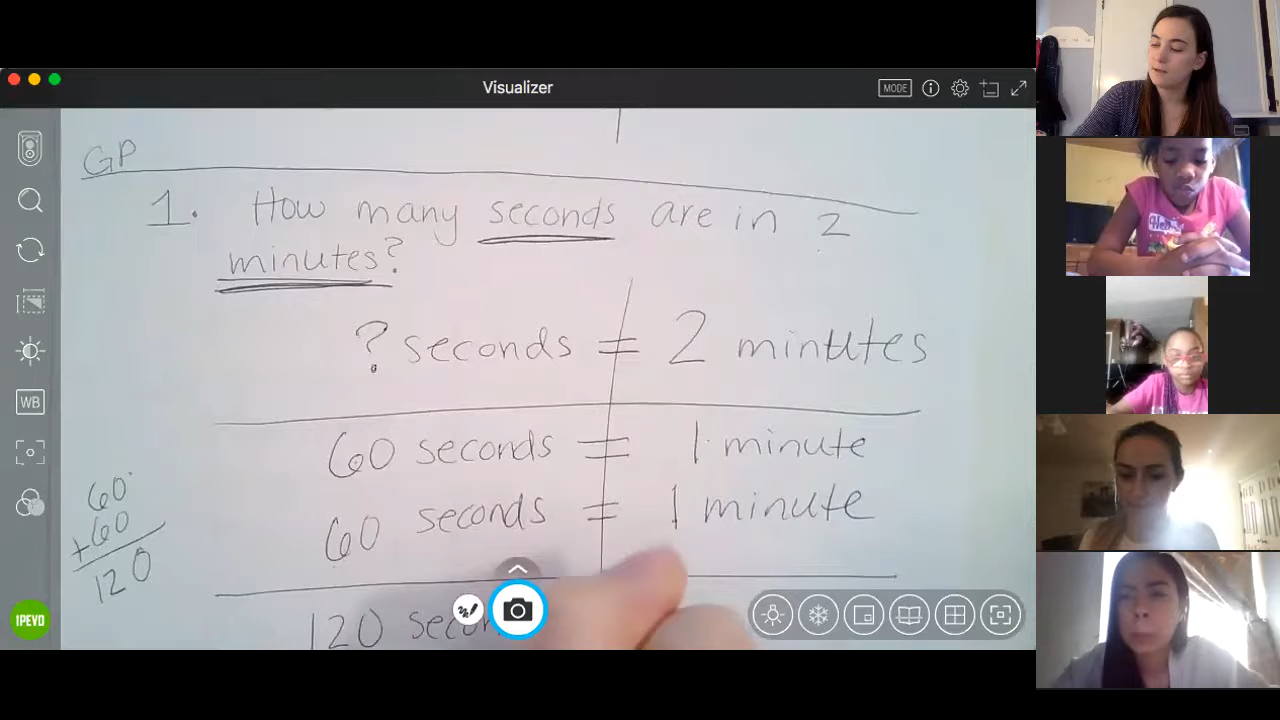 Visualizer
MODE
GP
1. How many seconds are in 2
minutes?
? seconds = 2 minutes
60 seconds = 1 minute
60 seconds = 1 minute
60
+60
120
120
WB
IPEVO